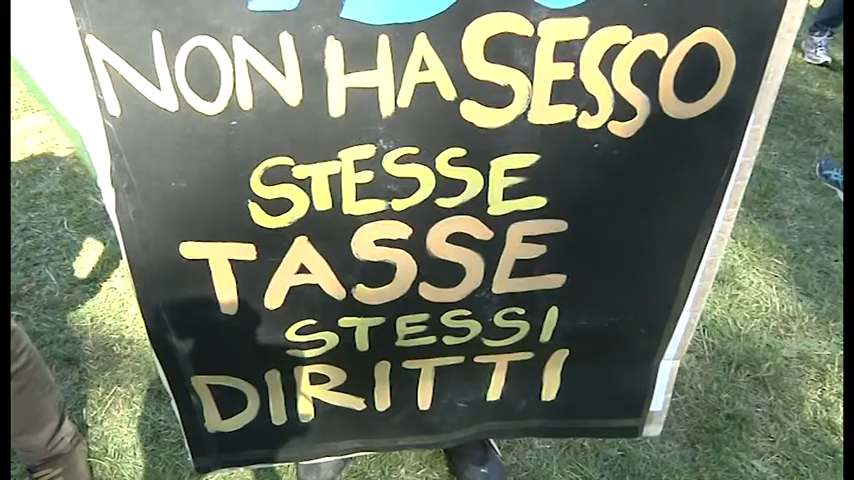 NON HA SESSO
STESSE
TASSE
STESSI
DIRITTI